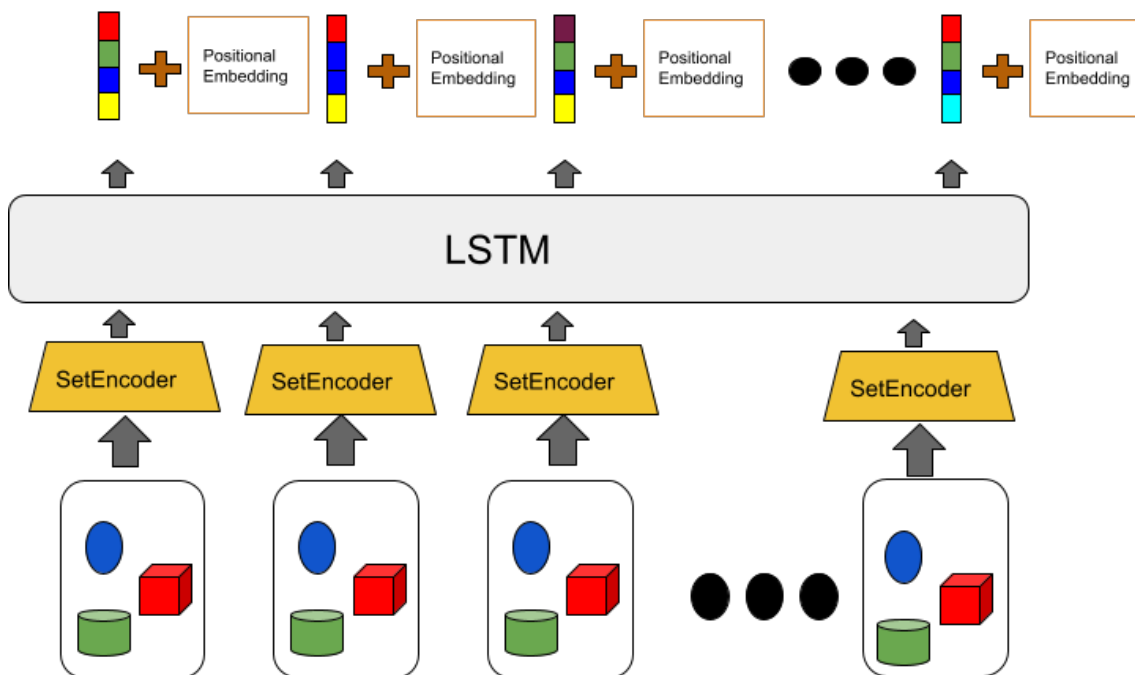 Positional
Embedding
Positional
Embedding
Positional
Embedding
Positional
Embedding
LSTM
SetEncoder
SetEncoder
SetEncoder
SetEncoder